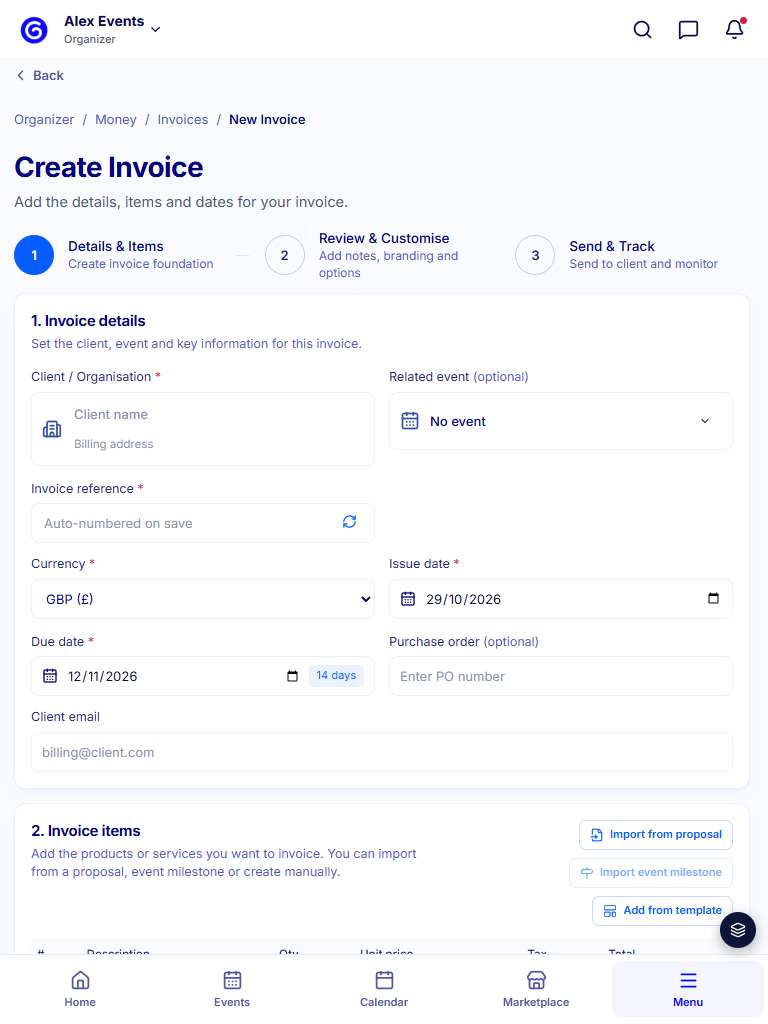 Alex Events
Organizer
Back
Organizer / Money / Invoices / New Invoice
Create Invoice
Add the details, items and dates for your invoice.
1
Details & Items
Create invoice foundation
2
Review & Customise
Add notes, branding and
options
3
Send & Track
Send to client and monitor
1. Invoice details
Set the client, event and key information for this invoice.
Client / Organisation *
Client name
Billing address
Related event (optional)
No event
Invoice reference *
Auto-numbered on save
Currency *
GBP (£)
Issue date *
29/10/2026
Due date *
12/11/2026
14 days
Purchase order (optional)
Enter PO number
Client email
billing@client.com
2. Invoice items
Add the products or services you want to invoice. You can import
from a proposal, event milestone or create manually.
Import from proposal
Import event milestone
Add from template
# Description Qty Unit price Tax Total
Home
Events
Calendar
Marketplace
Menu